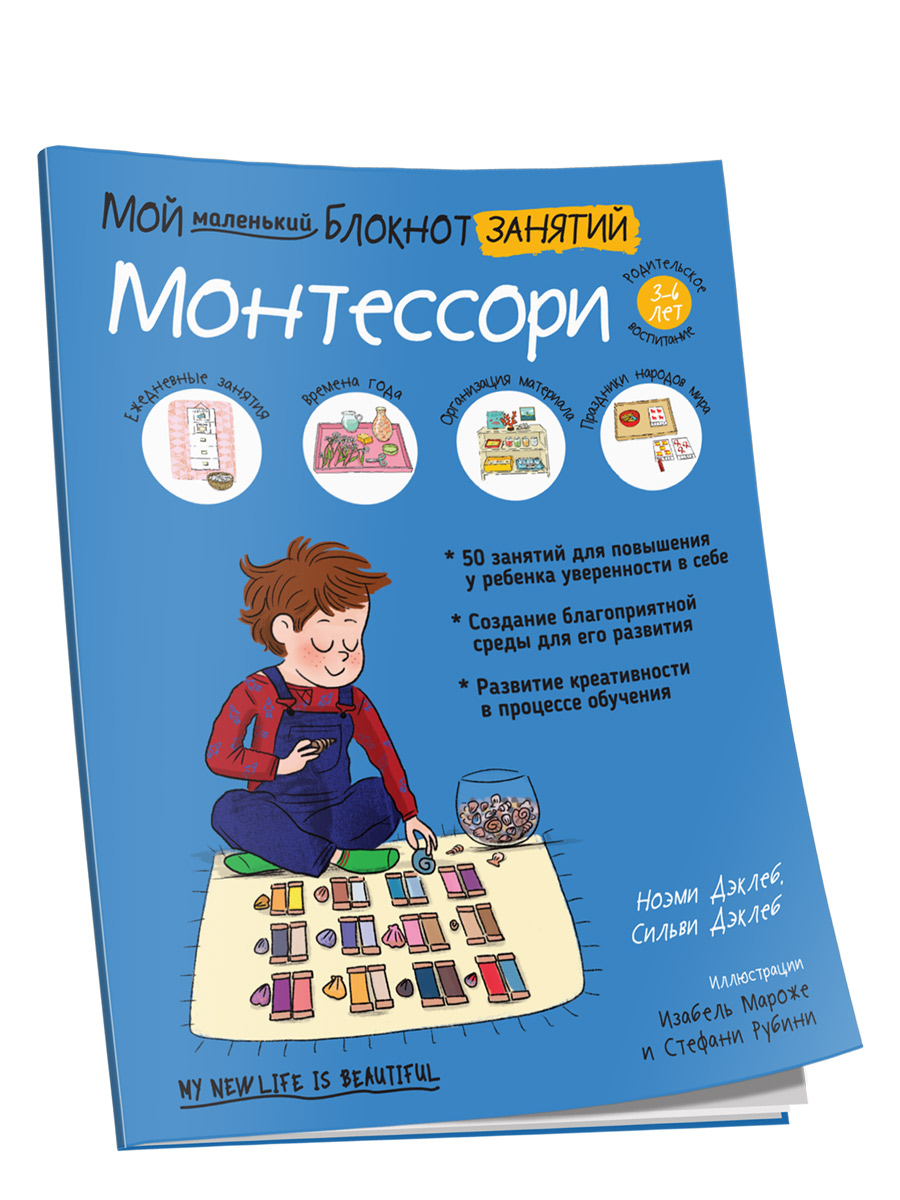 Мой маленький Блокнот ЗАНЯТИЙ
Монтессори
РОДИТЕЛЬСКОЕ
3–6
ЛЕТ
ВОСПИТАНИЕ
Ежедневные занятия
Времена года
Организация материала
Праздники народов мира
* 50 занятий для повышения
у ребенка уверенности в себе
* Создание благоприятной
среды для его развития
* Развитие креативности
в процессе обучения
Ноэми Дэклеб,
Сильви Дэклеб
Иллюстрации
Изабель Мароже
и Стефани Рубини
MY NEW LIFE IS BEAUTIFUL